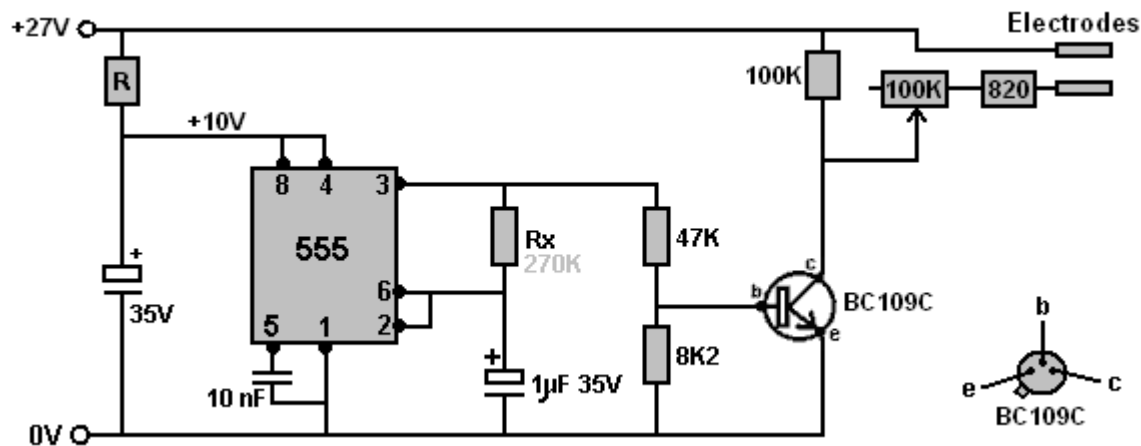 +27V
Electrodes
R
100K
100K
820
+10V
8
4
3
555
Rx
270K
47K
6
2
5
1
+
35V
10 nF
+
1µF 35V
8K2
c
b
e
BC109C
b
e
c
BC109C
0V